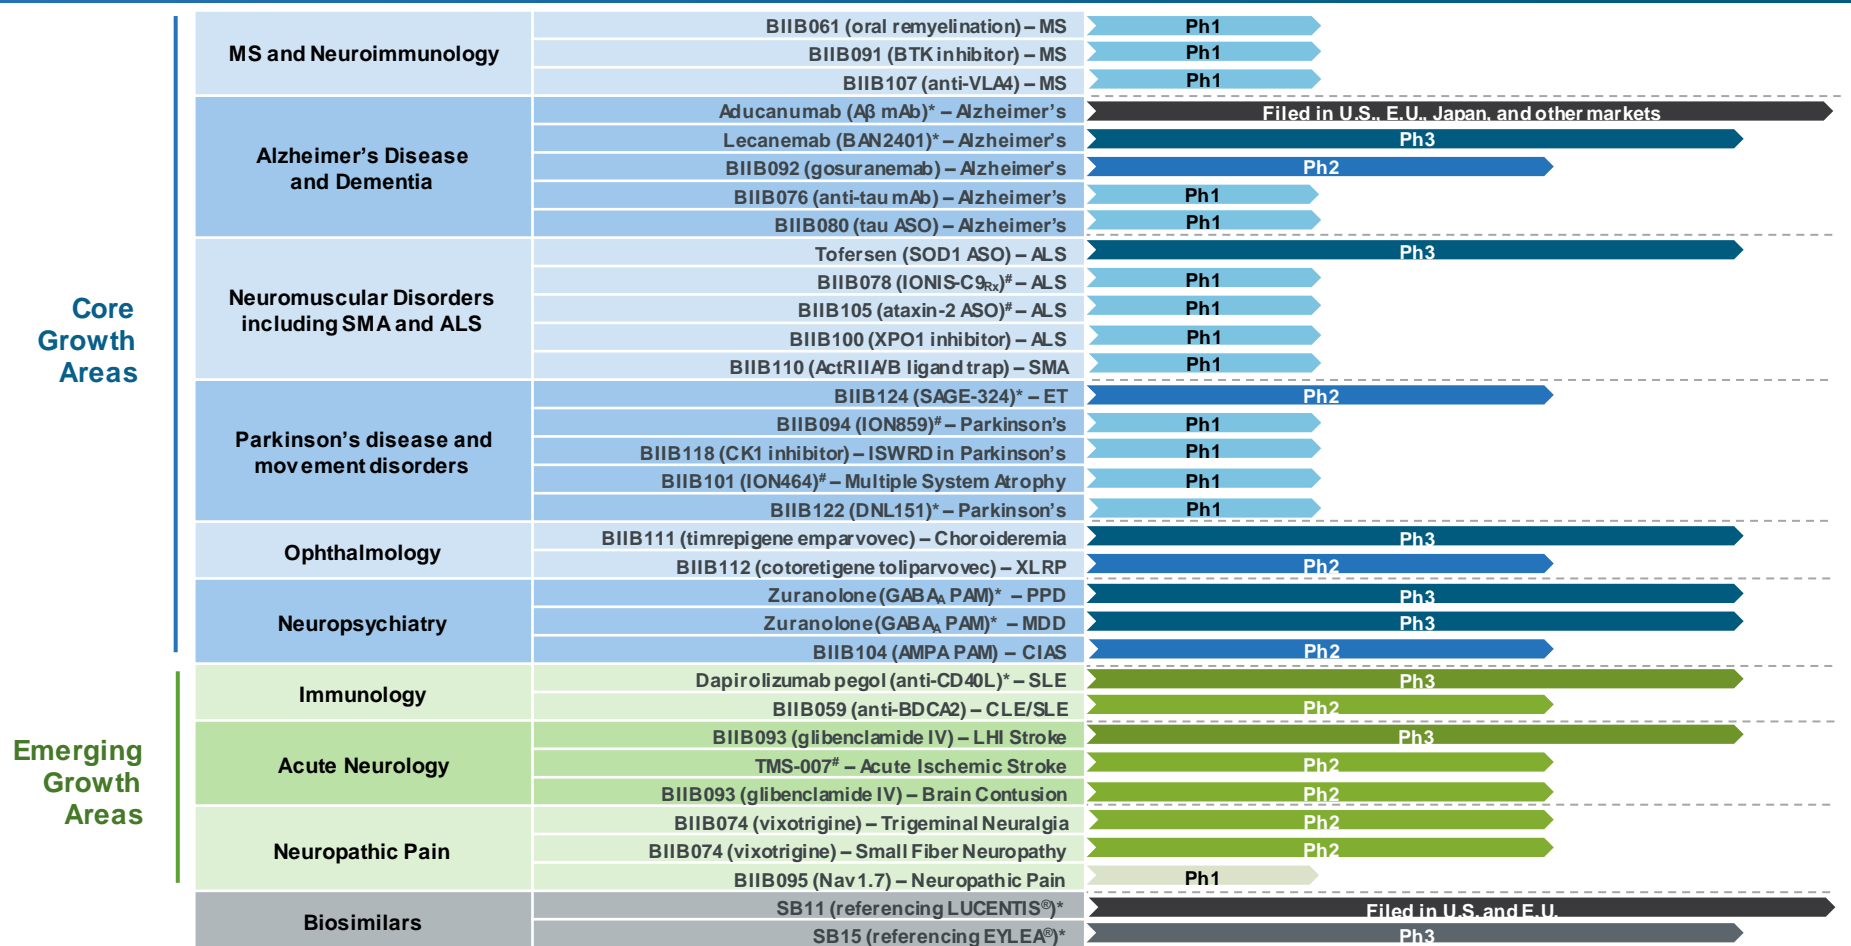 Core
Growth
Areas
MS and Neuroimmunology
BIIB061 (oral remyelination) – MS Ph1
BIIB091 (BTK inhibitor) – MS Ph1
BIIB107 (anti-VLA4) – MS Ph1
Alzheimer’s Disease
and Dementia
Aducanumab (Aβ mAb)* – Alzheimer’s Filed in U.S., E.U., Japan, and other markets
Lecanemab (BAN2401)* – Alzheimer’s Ph3
BIIB092 (gosuranemab) – Alzheimer’s Ph2
BIIB076 (anti-tau mAb) – Alzheimer’s Ph1
BIIB080 (tau ASO) – Alzheimer’s Ph1
Neuromuscular Disorders
including SMA and ALS
Tofersen (SOD1 ASO) – ALS Ph3
BIIB078 (IONIS-C9Rx)# – ALS Ph1
BIIB105 (ataxin-2 ASO)# – ALS Ph1
BIIB100 (XPO1 inhibitor) – ALS Ph1
BIIB110 (ActRIIA/B ligand trap) – SMA Ph1
Parkinson’s disease and
movement disorders
BIIB124 (SAGE-324)* – ET Ph2
BIIB094 (ION859)# – Parkinson’s Ph1
BIIB118 (CK1 inhibitor) – ISWRD in Parkinson’s Ph1
BIIB101 (ION464)# – Multiple System Atrophy Ph1
BIIB122 (DNL151)* – Parkinson’s Ph1
Ophthalmology
BIIB111 (timrepigene emparvovec) – Choroideremia Ph3
BIIB112 (cotoretigene toliparvovec) – XLRP Ph2
Neuropsychiatry
Zuranolone (GABAA PAM)* – PPD Ph3
Zuranolone (GABAA PAM)* – MDD Ph3
BIIB104 (AMPA PAM) – CIAS Ph2
Emerging
Growth
Areas
Immunology
Dapirolizumab pegol (anti-CD40L)* – SLE Ph3
BIIB059 (anti-BDCA2) – CLE/SLE Ph2
Acute Neurology
BIIB093 (glibenclamide IV) – LHI Stroke Ph3
TMS-007# – Acute Ischemic Stroke Ph2
BIIB093 (glibenclamide IV) – Brain Contusion Ph2
Neuropathic Pain
BIIB074 (vixotrigine) – Trigeminal Neuralgia Ph2
BIIB074 (vixotrigine) – Small Fiber Neuropathy Ph2
BIIB095 (Nav 1.7) – Neuropathic Pain Ph1
Biosimilars
SB11 (referencing LUCENTIS®)* Filed in U.S. and E.U.
SB15 (referencing EYLEA®)* Ph3